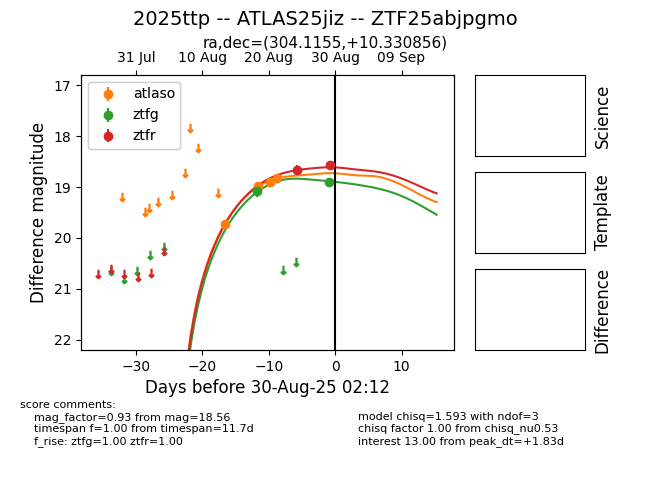 2025ttp -- ATLAS25jiz -- ZTF25abjpgmo
ra,dec=(304.1155,+10.330856)
31 Jul 10 Aug 20 Aug 30 Aug 09 Sep
atlaso
ztfg
ztfr
17
18
19
20
21
22
Difference magnitude
−30 −20 −10 0 10
Days before 30-Aug-25 02:12
Science
Template
Difference
score comments:
mag_factor=0.93 from mag=18.56
timespan f=1.00 from timespan=11.7d
f_rise: ztfg=1.00 ztfr=1.00
model chisq=1.593 with ndof=3
chisq factor 1.00 from chisq_nu0.53
interest 13.00 from peak_dt=+1.83d